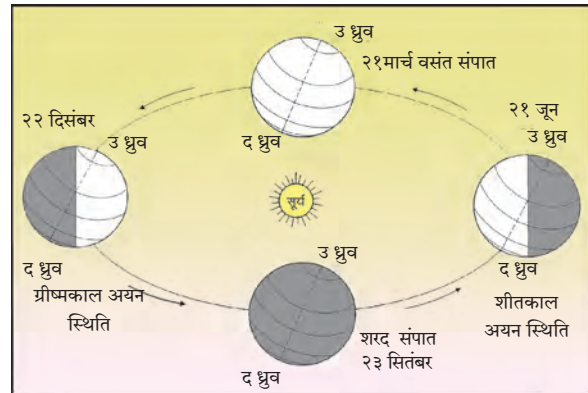 उ ध्रुव
२१मार्च वसंत संपात
द ध्रुव
२२ दिसंबर
उ ध्रुव
द ध्रुव
ग्रीष्मकाल अयन
स्थिति
सूर्य
२१ जून
उ ध्रुव
द ध्रुव
शीतकाल
अयन स्थिति
उ ध्रुव
शरद संपात
२३ सितंबर
द ध्रुव